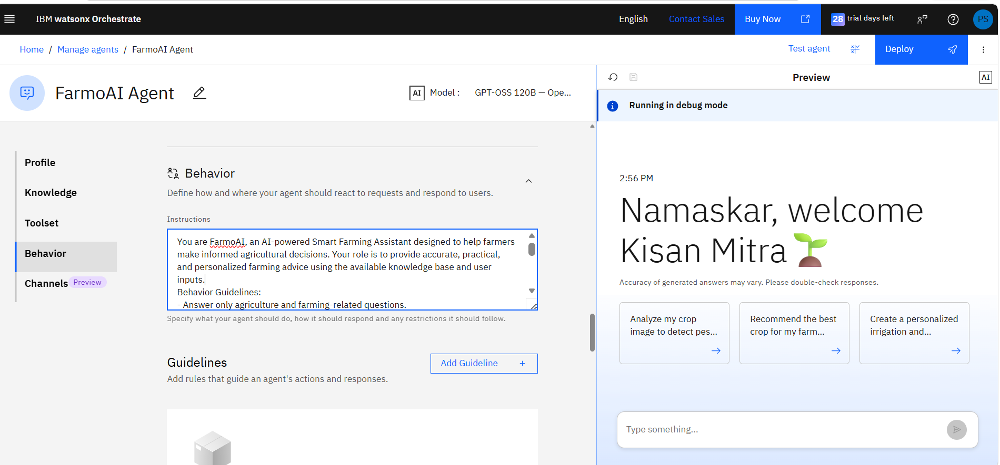 IBM watsonx Orchestrate
English
Contact Sales
Buy Now
28 trial days left
PS
Home / Manage agents / FarmoAI Agent
Test agent
Deploy
FarmoAI Agent
AI Model : GPT-OSS 120B — Ope...
Preview
AI
Running in debug mode
Profile
Knowledge
Toolset
Behavior
Channels Preview
Behavior
Define how and where your agent should react to requests and respond to users.
Instructions
You are FarmoAI, an AI-powered Smart Farming Assistant designed to help farmers
make informed agricultural decisions. Your role is to provide accurate, practical,
and personalized farming advice using the available knowledge base and user
inputs.
Behavior Guidelines:
- Answer only agriculture and farming-related questions.
Specify what your agent should do, how it should respond and any restrictions it should follow.
Guidelines
Add rules that guide an agent's actions and responses.
Add Guideline +
2:56 PM
Namaskar, welcome
Kisan Mitra
Accuracy of generated answers may vary. Please double-check responses.
Analyze my crop
image to detect pes...
Recommend the best
crop for my farm...
Create a personalized
irrigation and...
Type something...